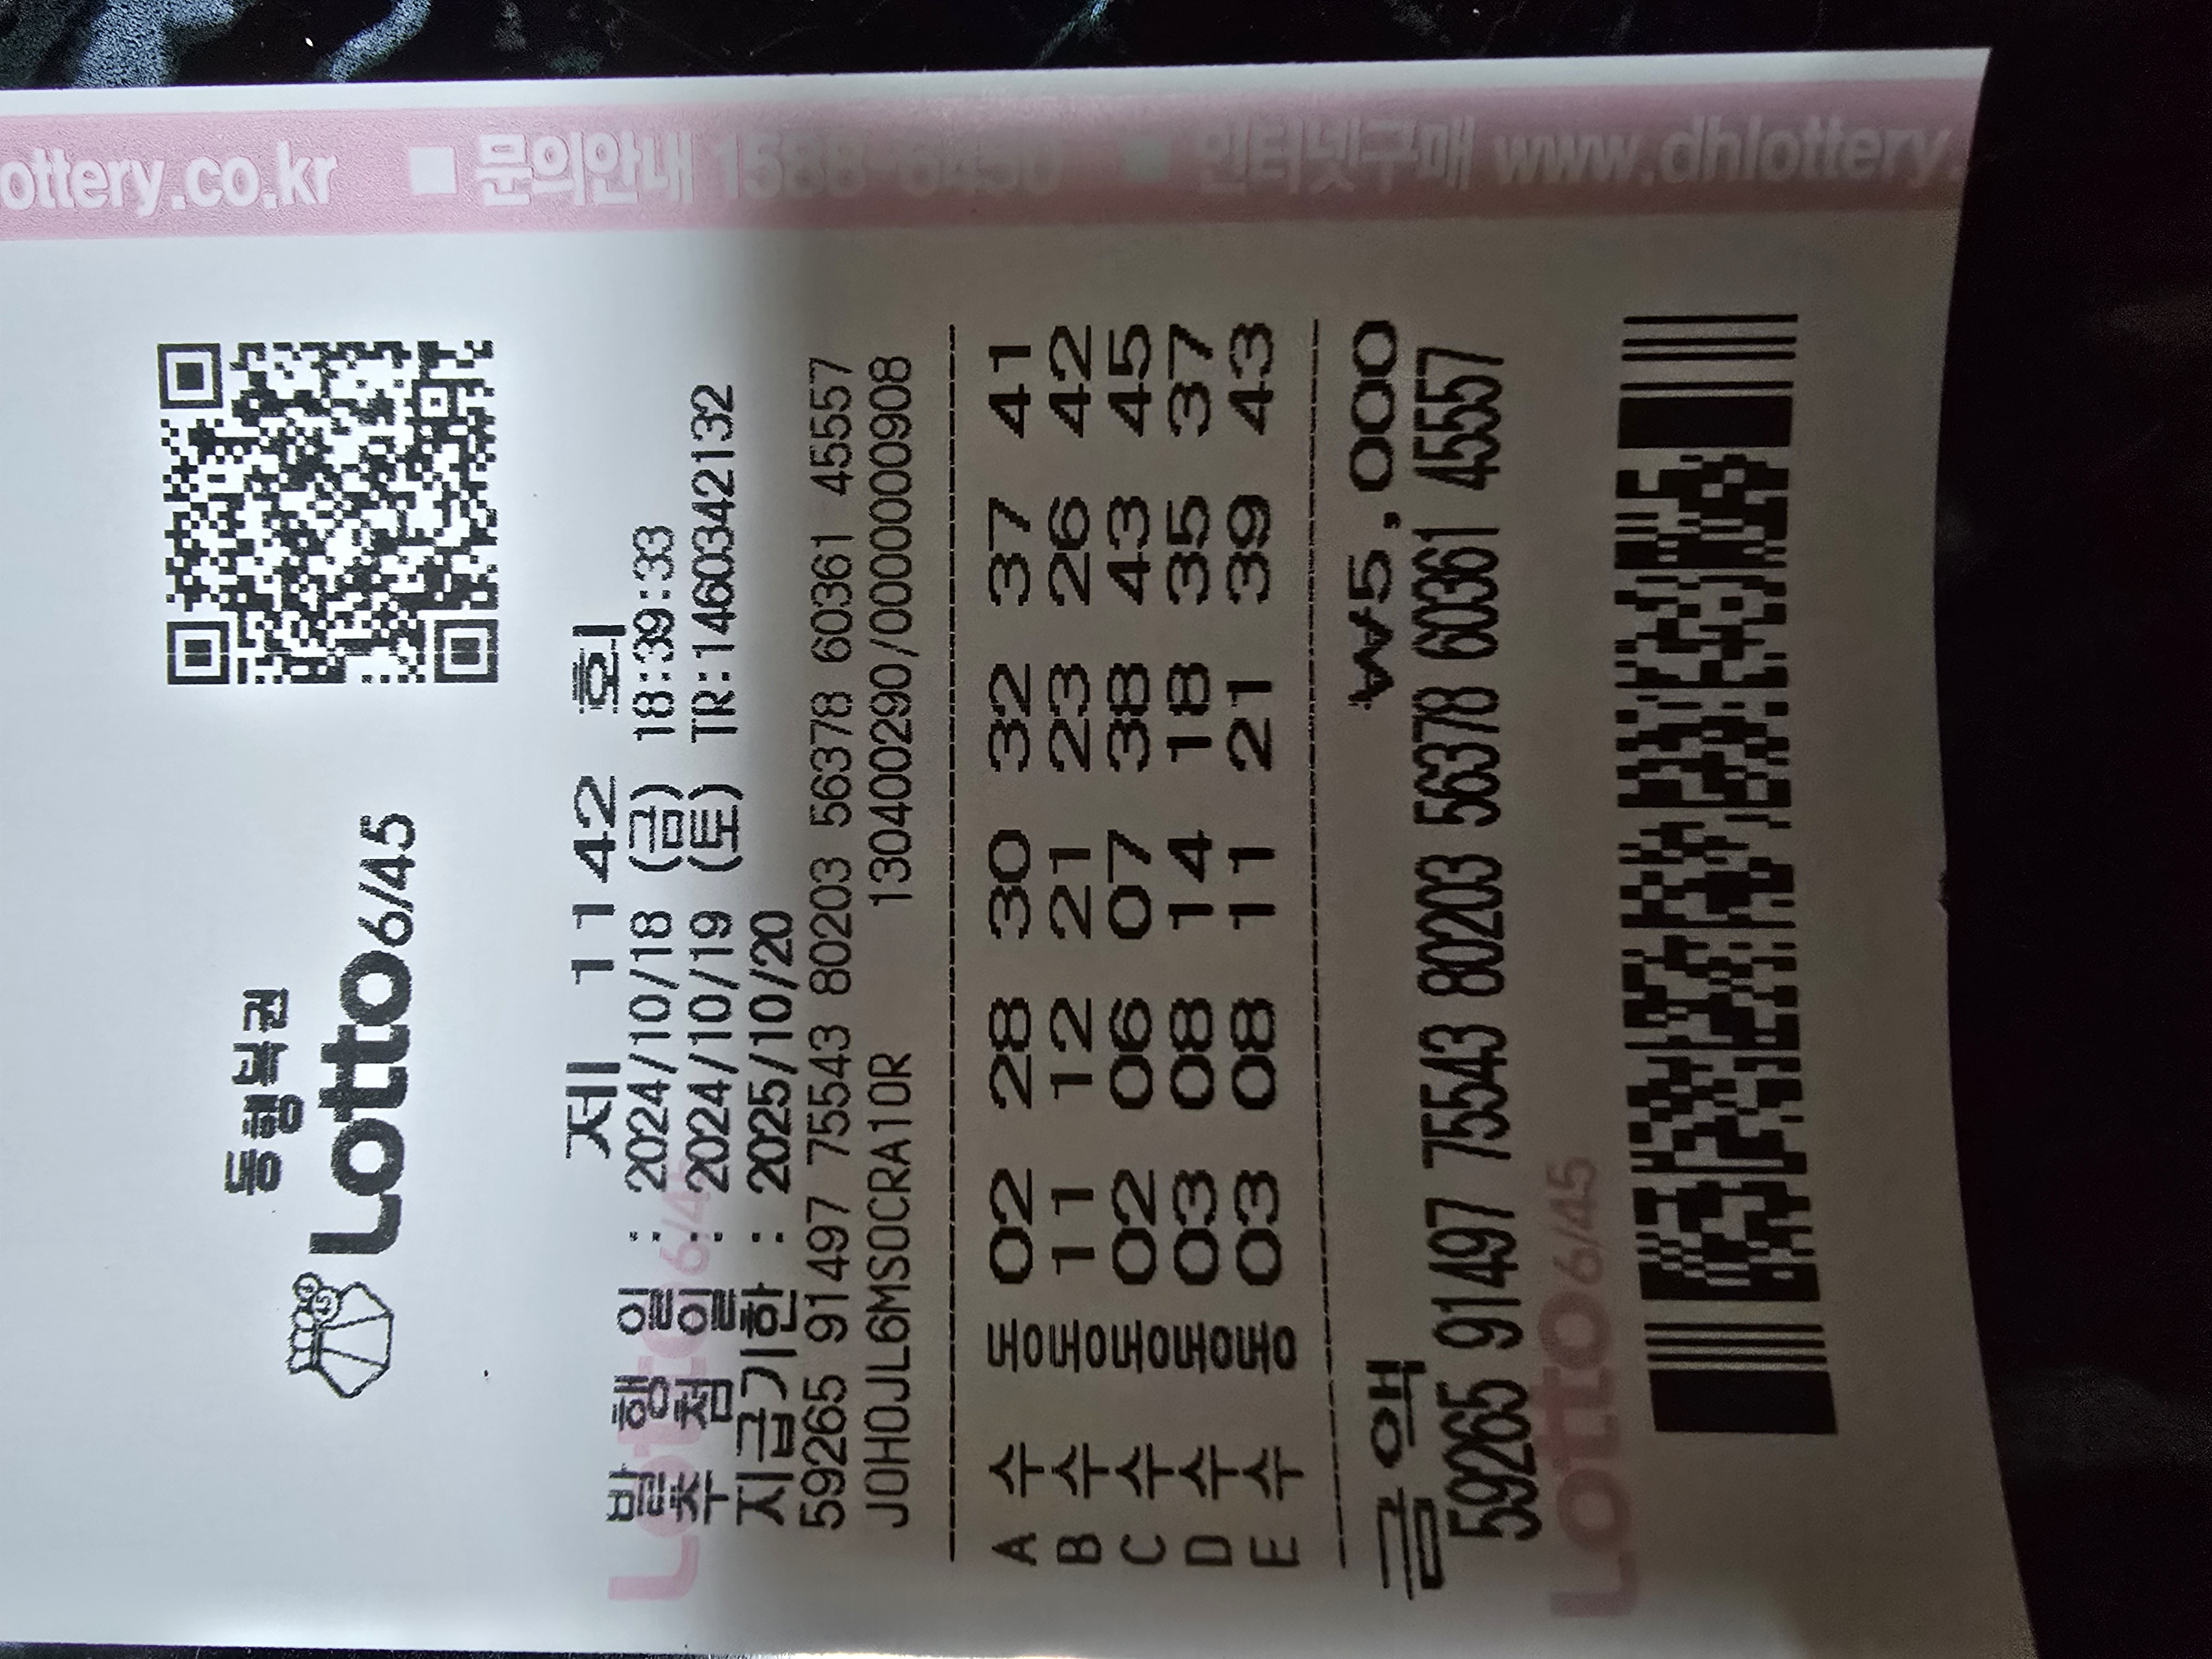 ottery.co.kr ■ 문의안내 1588-6450 ■ 인터넷구매 www.dhlottery.
동행복권
Lotto6/45
제 1142 회
발 행 일 : 2024/10/18 (금) 18:39:33
추 첨 일 : 2024/10/19 (토) TR:1460342132
지급기한 : 2025/10/20
59265 91497 75543 80203 56378 60361 45557
JOHOJL6MSOCRA10R 130400290/0000000908
A 수동 02 28 30 32 37 41
B 수동 11 12 21 23 26 42
C 수동 02 06 07 38 43 45
D 수동 03 08 14 18 35 37
E 수동 03 08 11 21 39 43
금액 ₩5,000
59265 91497 75543 80203 56378 60361 45557
Lotto6/45
Lotto6/45